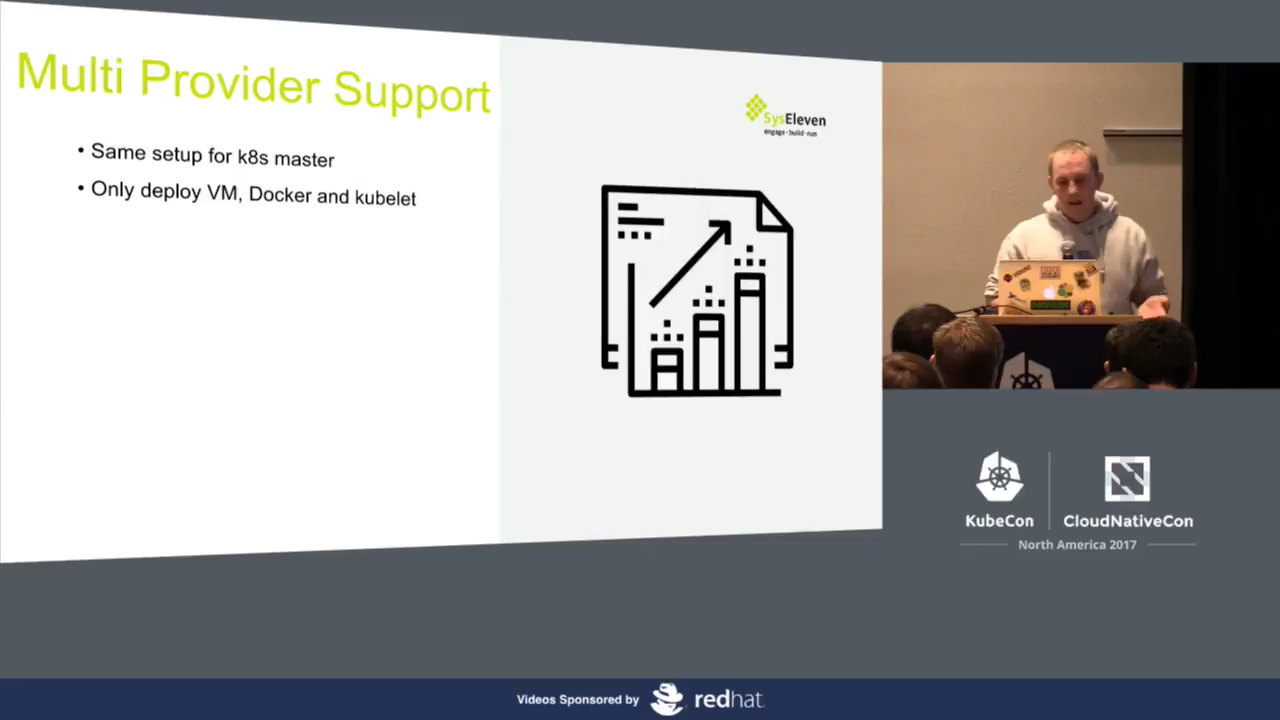 Multi Provider Support
• Same setup for k8s master
• Only deploy VM, Docker and kubelet
SysEleven
engage·build·run
KubeCon
CloudNativeCon
North America 2017
Videos Sponsored by
redhat.